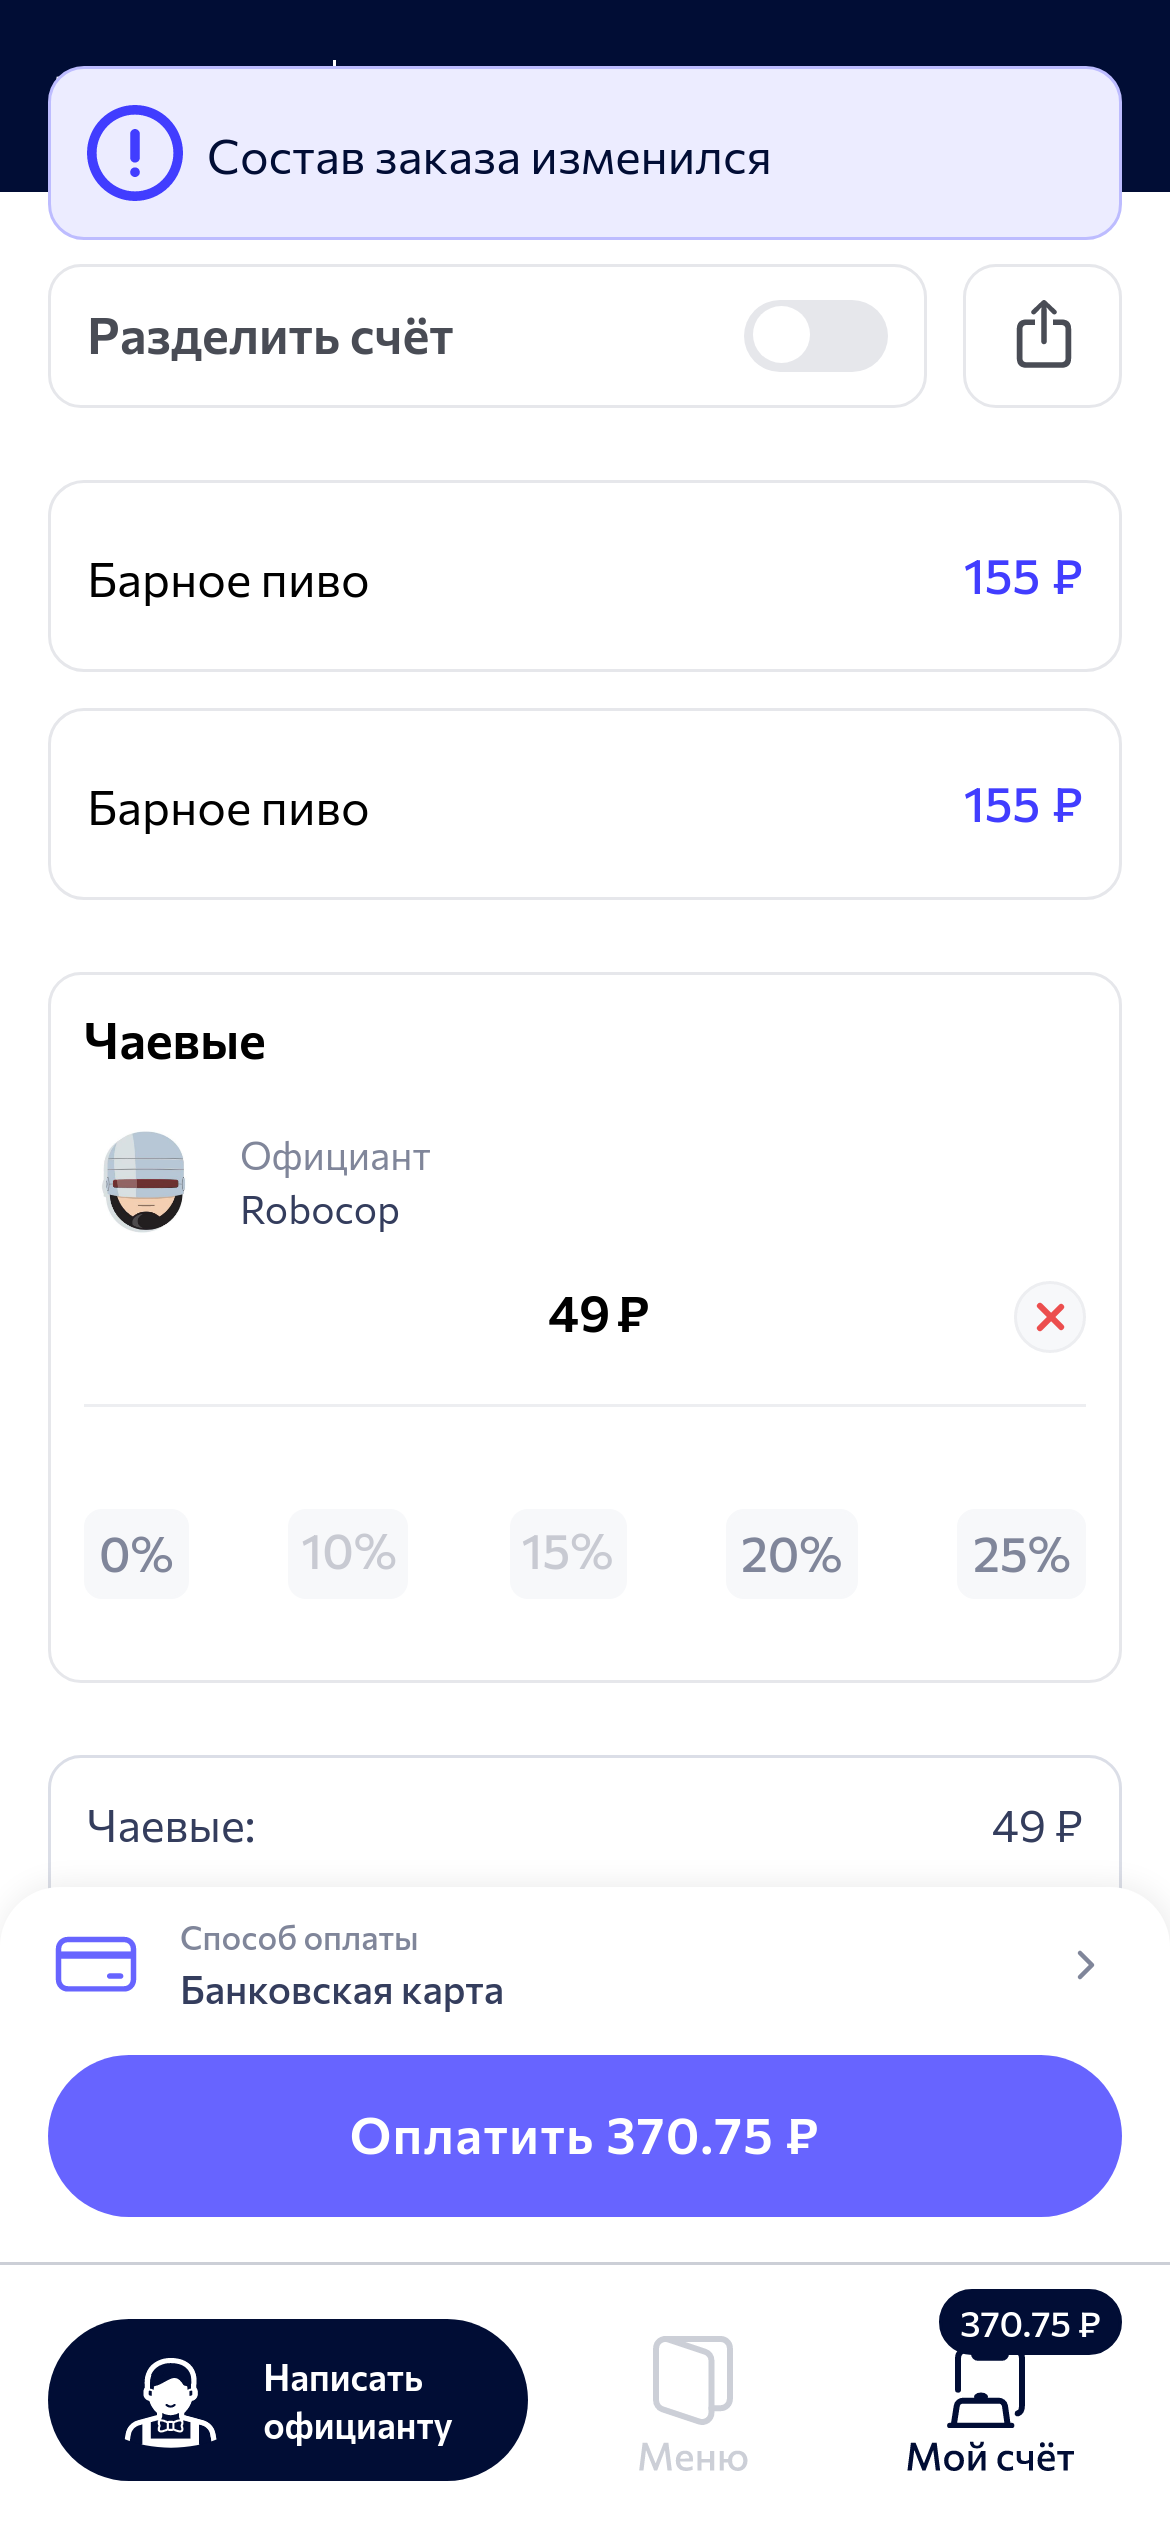 Состав заказа изменился
Разделить счёт
Барное пиво 155 ₽
Барное пиво 155 ₽
Чаевые
Официант
Robocop
49 ₽
0% 10% 15% 20% 25%
Чаевые: 49 ₽
Способ оплаты
Банковская карта
Оплатить 370.75 ₽
370.75 ₽
Написать
официанту
Меню
Мой счёт